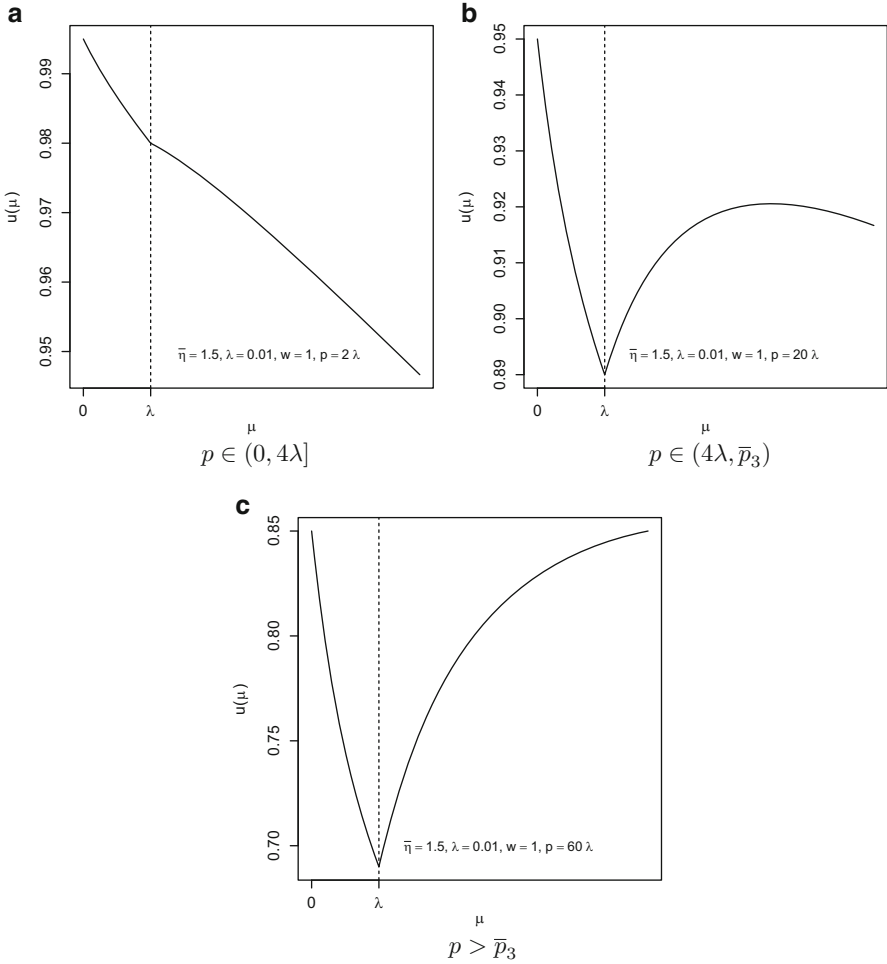 a
0.99
0.98
0.97
0.96
0.95
u(μ)
η̅ = 1.5, λ = 0.01, w = 1, p = 2 λ
0 λ
μ
p ∈ (0, 4λ]
b
0.95
0.94
0.93
0.92
0.91
0.90
0.89
u(μ)
η̅ = 1.5, λ = 0.01, w = 1, p = 20 λ
0 λ
μ
p ∈ (4λ, p̅₃)
c
0.85
0.80
0.75
0.70
u(μ)
η̅ = 1.5, λ = 0.01, w = 1, p = 60 λ
0 λ
μ
p > p̅₃